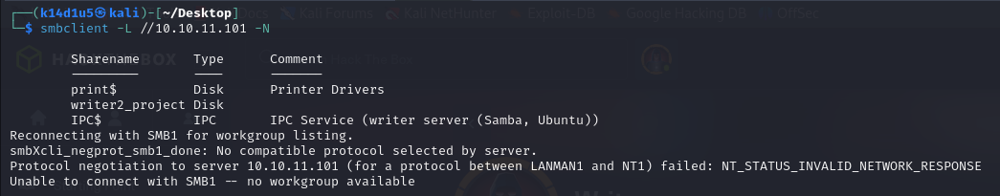 ┌──(k14d1u5㉿kali)-[~/Desktop]
└─$ smbclient -L //10.10.11.101 -N
Sharename Type Comment
--------- ---- -------
print$ Disk Printer Drivers
writer2_project Disk
IPC$ IPC IPC Service (writer server (Samba, Ubuntu))
Reconnecting with SMB1 for workgroup listing.
smbXcli_negprot_smb1_done: No compatible protocol selected by server.
Protocol negotiation to server 10.10.11.101 (for a protocol between LANMAN1 and NT1) failed: NT_STATUS_INVALID_NETWORK_RESPONSE
Unable to connect with SMB1 -- no workgroup available